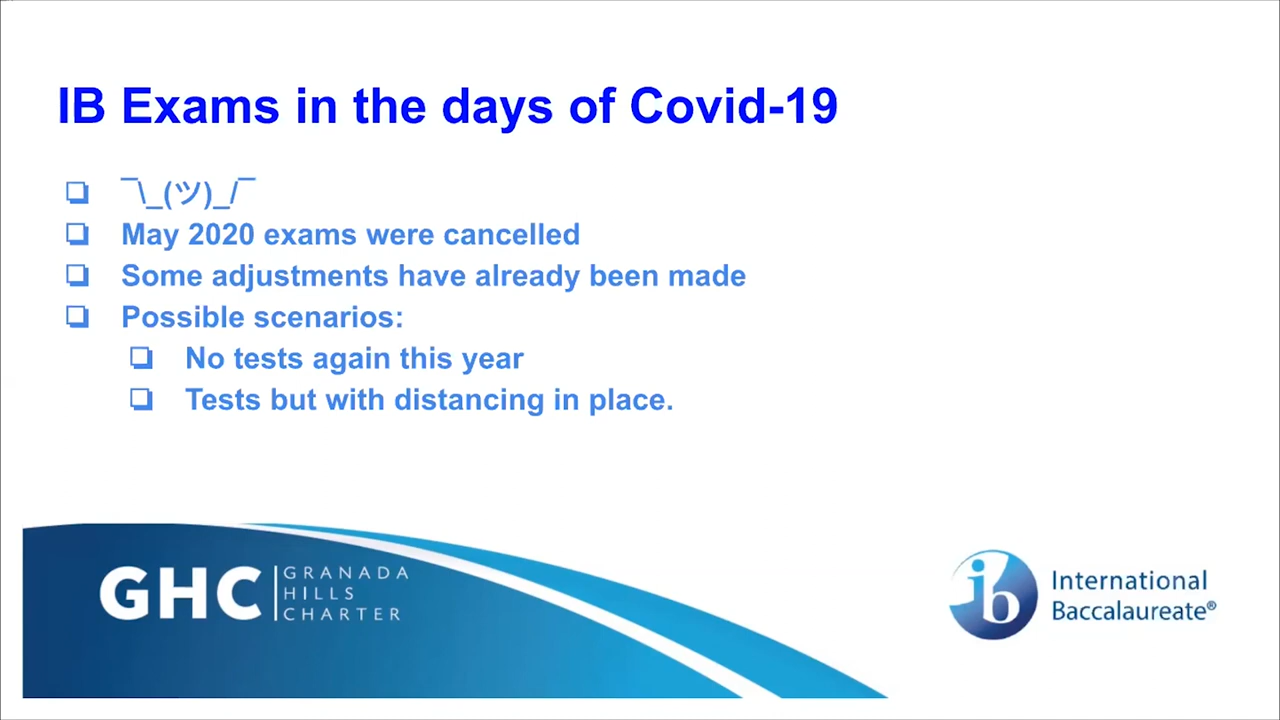 IB Exams in the days of Covid-19
¯\_(ツ)_/¯
May 2020 exams were cancelled
Some adjustments have already been made
Possible scenarios:
No tests again this year
Tests but with distancing in place.
GHC
GRANADA
HILLS
CHARTER
ib
International
Baccalaureate®